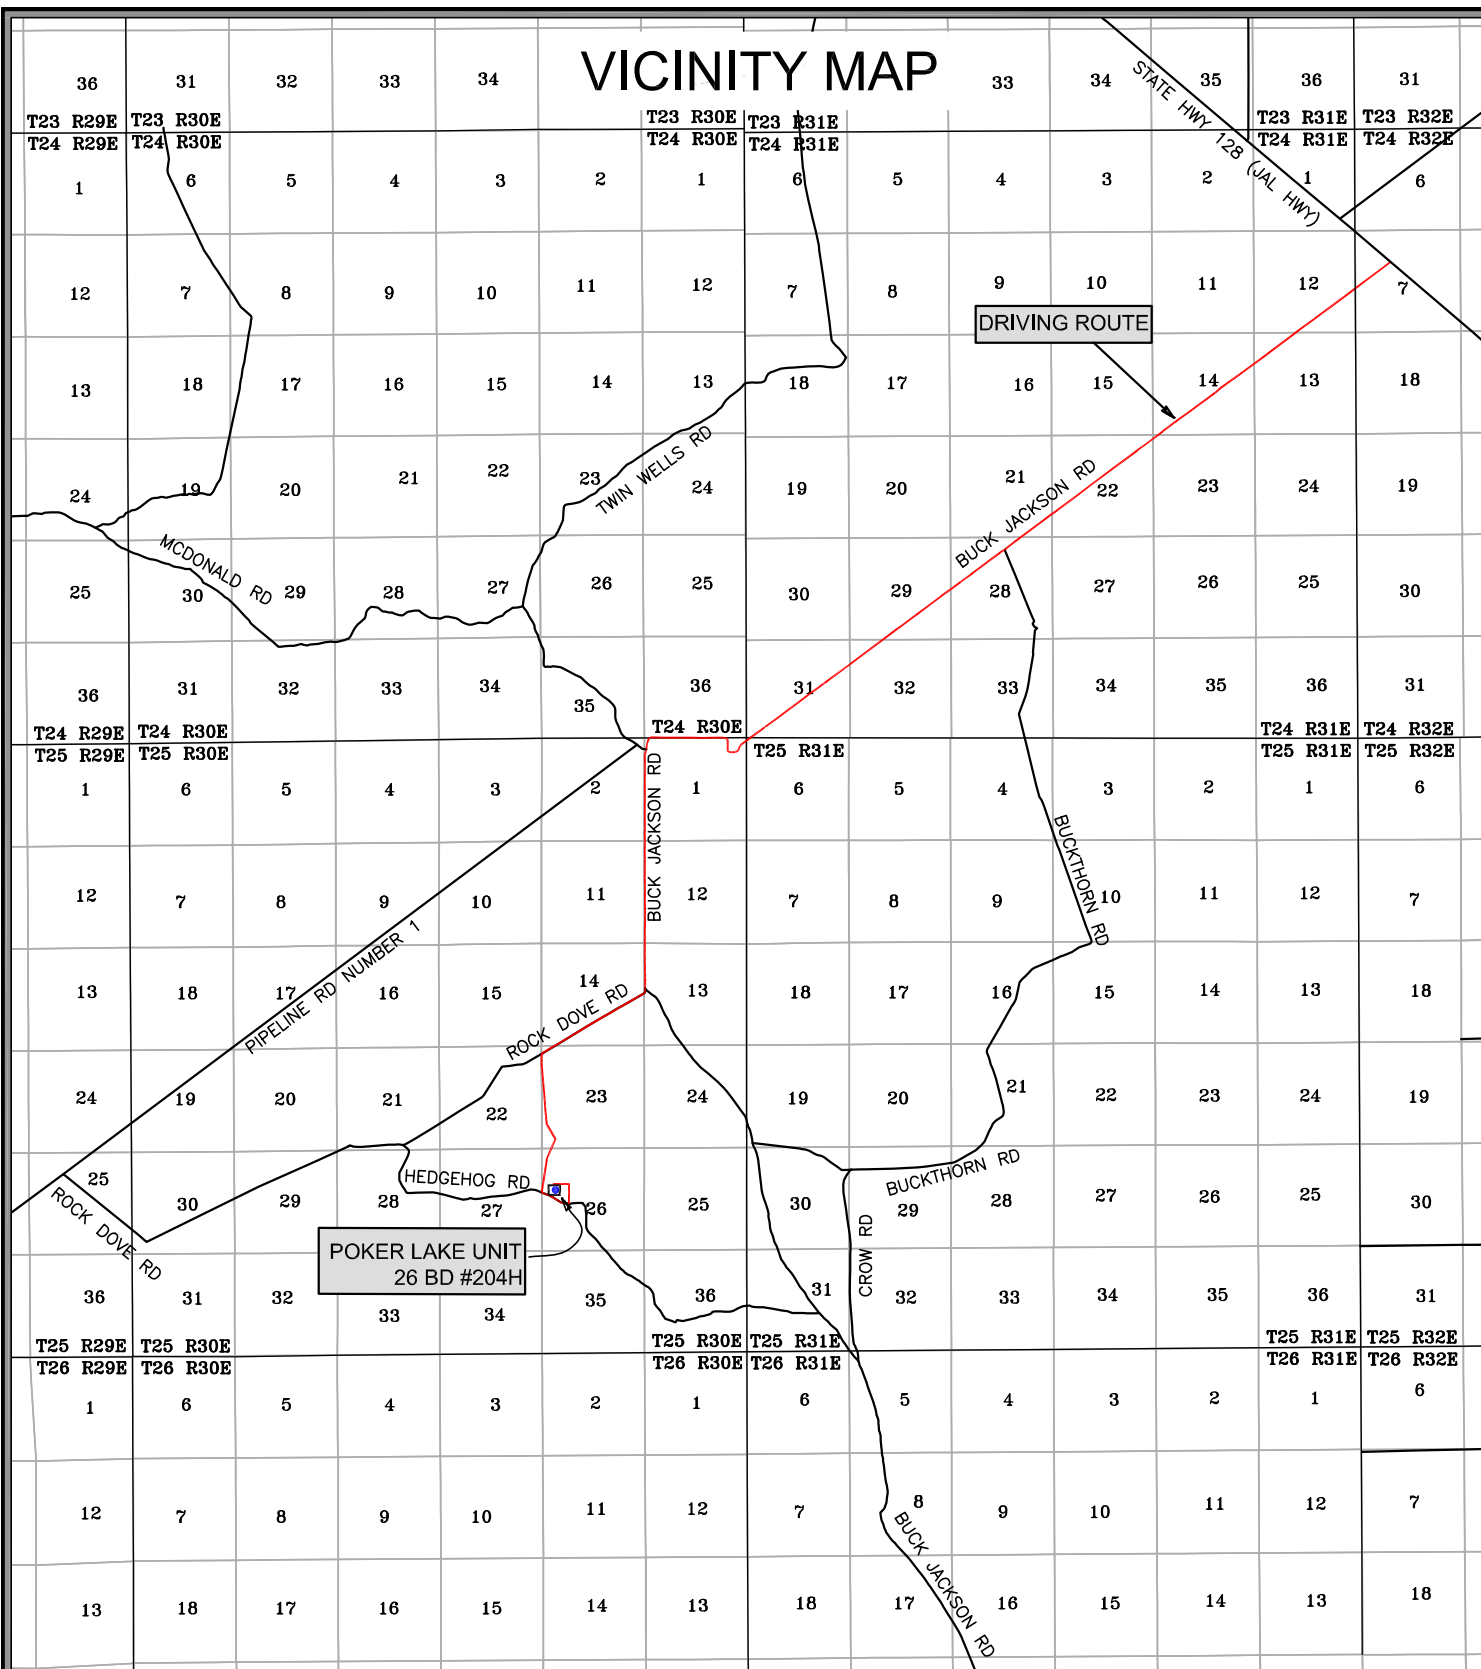 VICINITY MAP
36 31 32 33 34 33 34 35 36 31
STATE HWY 128 (JAL HWY)
T23 R29E T23 R30E T23 R30E T23 R31E T23 R31E T23 R32E
T24 R29E T24 R30E T24 R30E T24 R31E T24 R31E T24 R32E
1 6 5 4 3 2 1 6 5 4 3 2 1 6
12 7 8 9 10 11 12 7 8 9 10 11 12 7
DRIVING ROUTE
13 18 17 16 15 14 13 18 17 16 15 14 13 18
TWIN WELLS RD
BUCK JACKSON RD
24 19 20 21 22 23 24 19 20 21 22 23 24 19
MCDONALD RD
25 30 29 28 27 26 25 30 29 28 27 26 25 30
36 31 32 33 34 35 36 31 32 33 34 35 36 31
T24 R29E T24 R30E T24 R30E T24 R31E T24 R32E
T25 R29E T25 R30E T25 R31E T25 R31E T25 R32E
1 6 5 4 3 2 1 6 5 4 3 2 1 6
BUCK JACKSON RD
BUCKTHORN RD
12 7 8 9 10 11 12 7 8 9 10 11 12 7
PIPELINE RD NUMBER 1
13 18 17 16 15 14 13 18 17 16 15 14 13 18
ROCK DOVE RD
24 19 20 21 22 23 24 19 20 21 22 23 24 19
HEDGEHOG RD
BUCKTHORN RD
25 30 29 28 27 26 25 30 29 28 27 26 25 30
ROCK DOVE RD
CROW RD
POKER LAKE UNIT
26 BD #204H
36 31 32 33 34 35 36 31 32 33 34 35 36 31
T25 R29E T25 R30E T25 R30E T25 R31E T25 R31E T25 R32E
T26 R29E T26 R30E T26 R30E T26 R31E T26 R31E T26 R32E
1 6 5 4 3 2 1 6 5 4 3 2 1 6
12 7 8 9 10 11 12 7 8 9 10 11 12 7
BUCK JACKSON RD
13 18 17 16 15 14 13 18 17 16 15 14 13 18